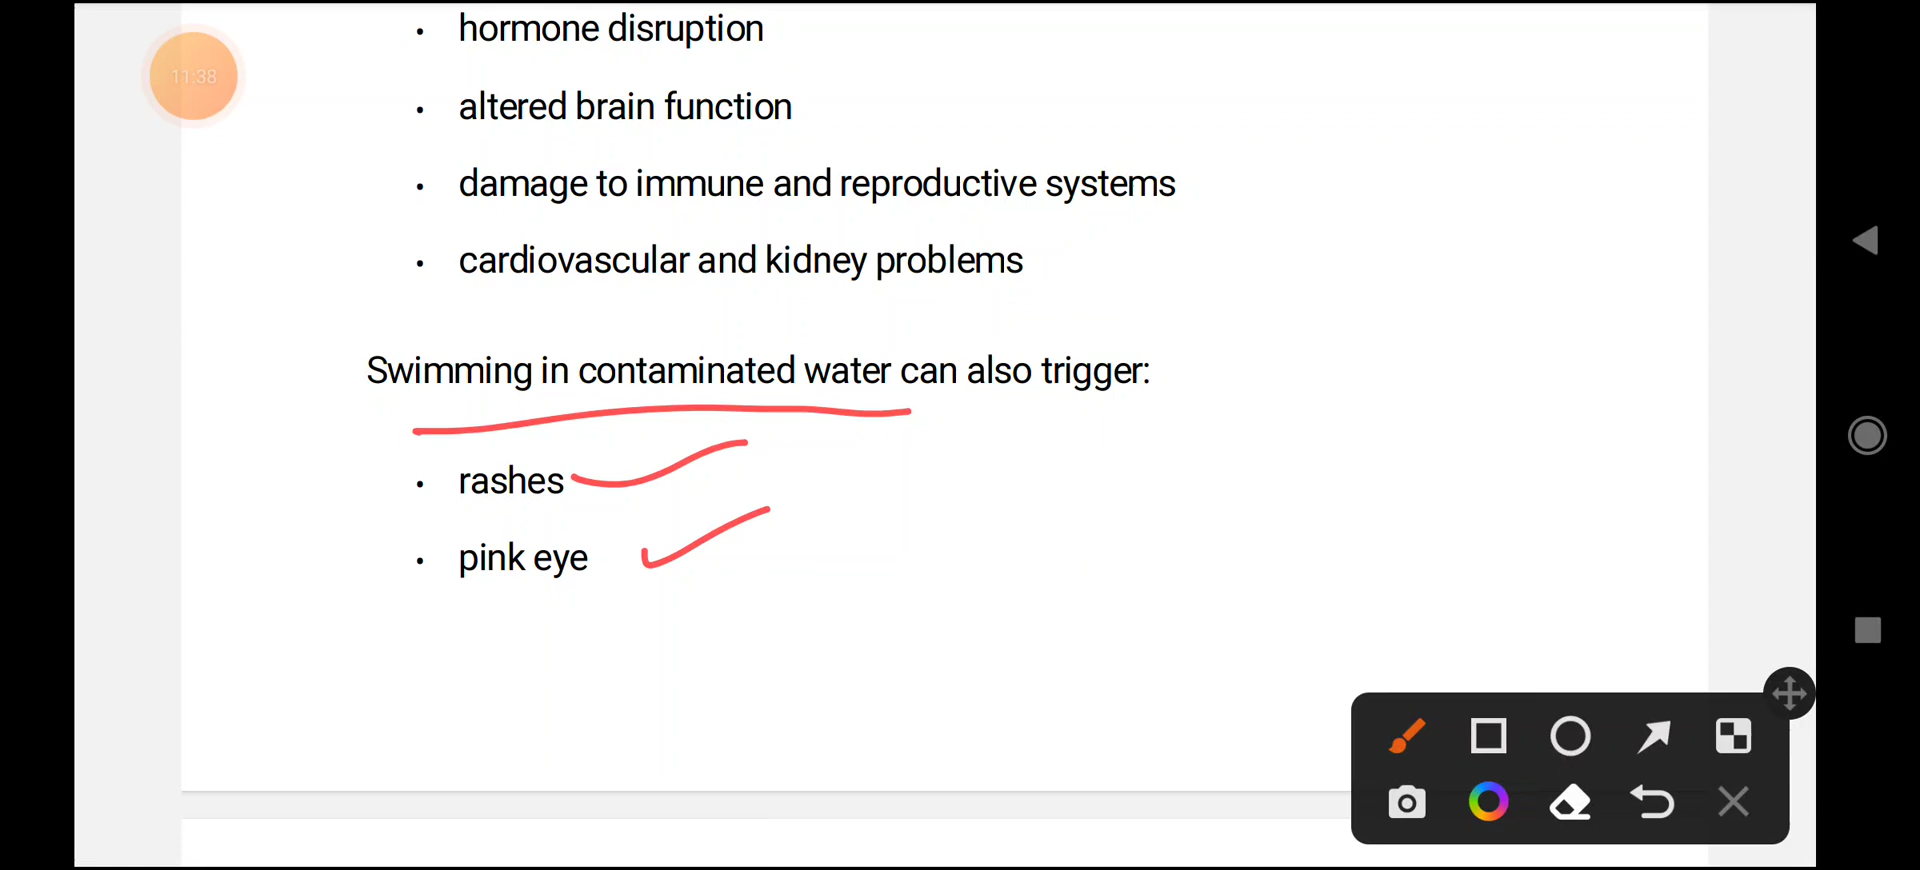 hormone disruption
11:38
altered brain function
damage to immune and reproductive systems
cardiovascular and kidney problems
Swimming in contaminated water can also trigger:
rashes
pink eye